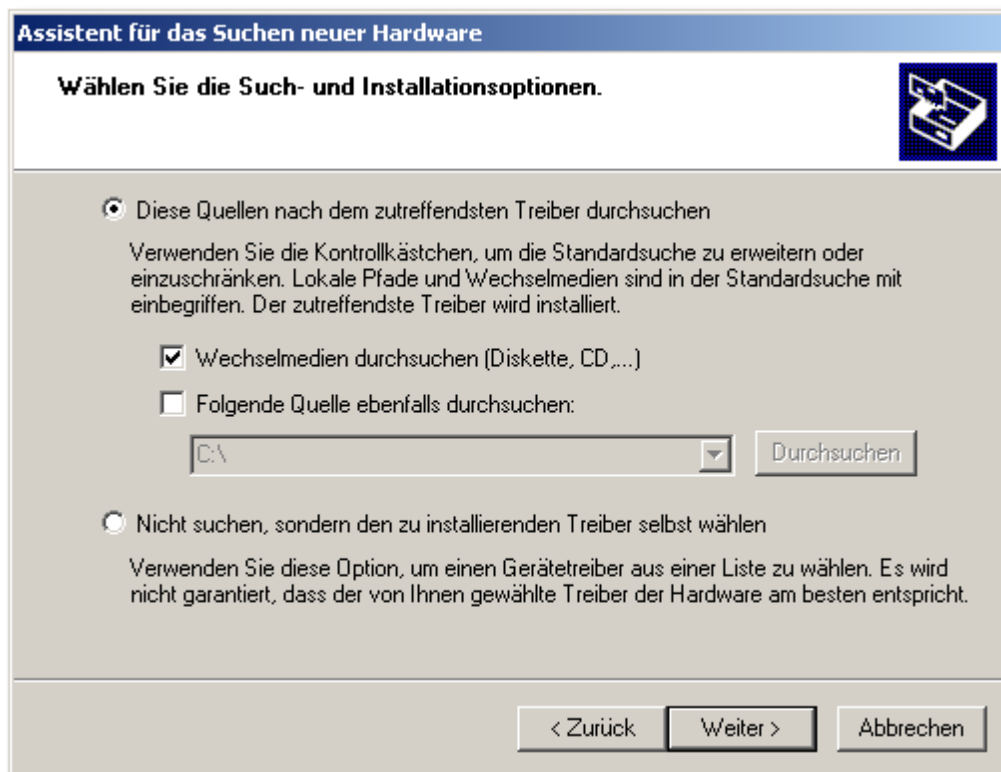 Assistent für das Suchen neuer Hardware
Wählen Sie die Such- und Installationsoptionen.
Diese Quellen nach dem zutreffendsten Treiber durchsuchen
Verwenden Sie die Kontrollkästchen, um die Standardsuche zu erweitern oder
einzuschränken. Lokale Pfade und Wechselmedien sind in der Standardsuche mit
einbegriffen. Der zutreffendste Treiber wird installiert.
Wechselmedien durchsuchen (Diskette, CD,...)
Folgende Quelle ebenfalls durchsuchen:
C:\ Durchsuchen
Nicht suchen, sondern den zu installierenden Treiber selbst wählen
Verwenden Sie diese Option, um einen Gerätetreiber aus einer Liste zu wählen. Es wird
nicht garantiert, dass der von Ihnen gewählte Treiber der Hardware am besten entspricht.
< Zurück Weiter > Abbrechen